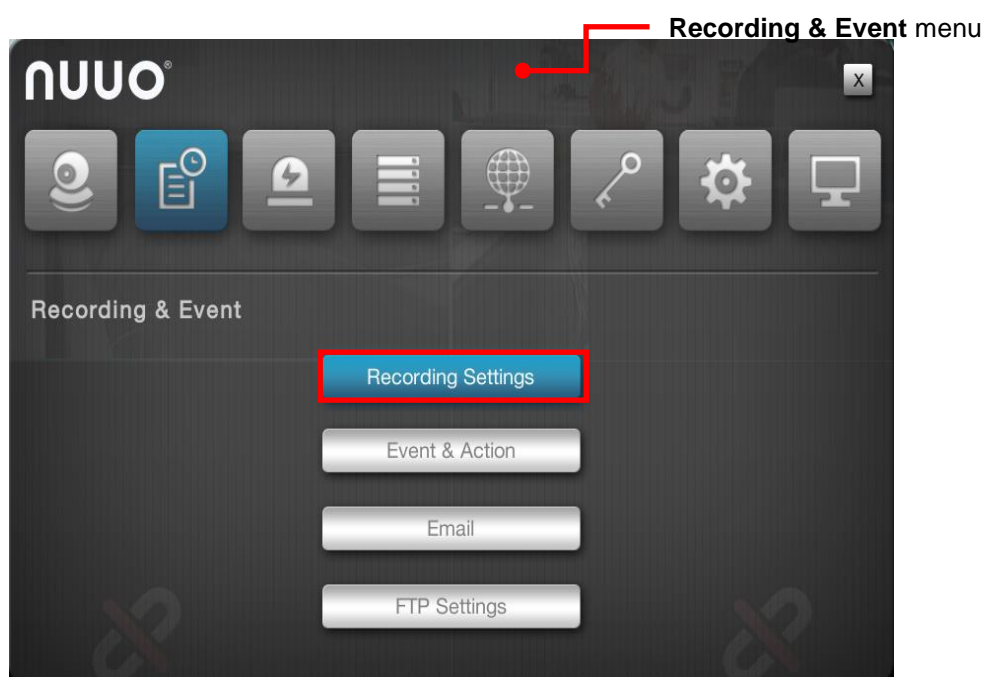 Recording & Event menu
nuuo®
X
Recording & Event
Recording Settings
Event & Action
Email
FTP Settings